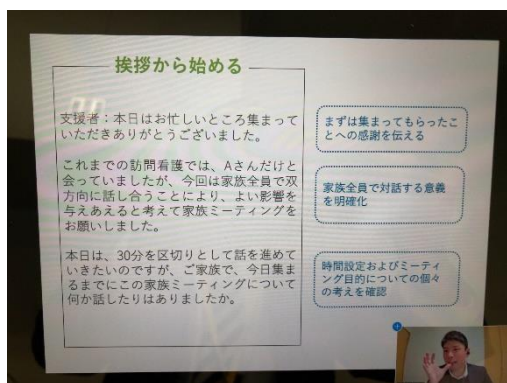 挨拶から始める
支援者：本日はお忙しいところ集まって
いただきありがとうございました。
これまでの訪問看護では、Aさんだけと
会っていましたが、今回は家族全員で双
方向に話し合うことにより、よい影響を
与えあえると考えて家族ミーティングを
お願いしました。
本日は、30分を区切りとして話を進めて
いきたいのですが、ご家族で、今日集ま
るまでにこの家族ミーティングについて
何か話したりはありましたか。
まずは集まってもらったこ
とへの感謝を伝える
家族全員で対話する意義
を明確化
時間設定およびミーティ
ング目的についての個々
の考えを確認